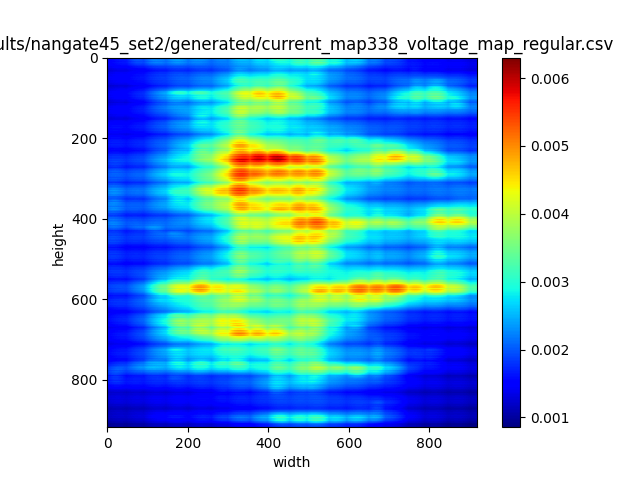 ults/nangate45_set2/generated/current_map338_voltage_map_regular.csv
0
200
400
600
800
height
0 200 400 600 800
width
0.006
0.005
0.004
0.003
0.002
0.001